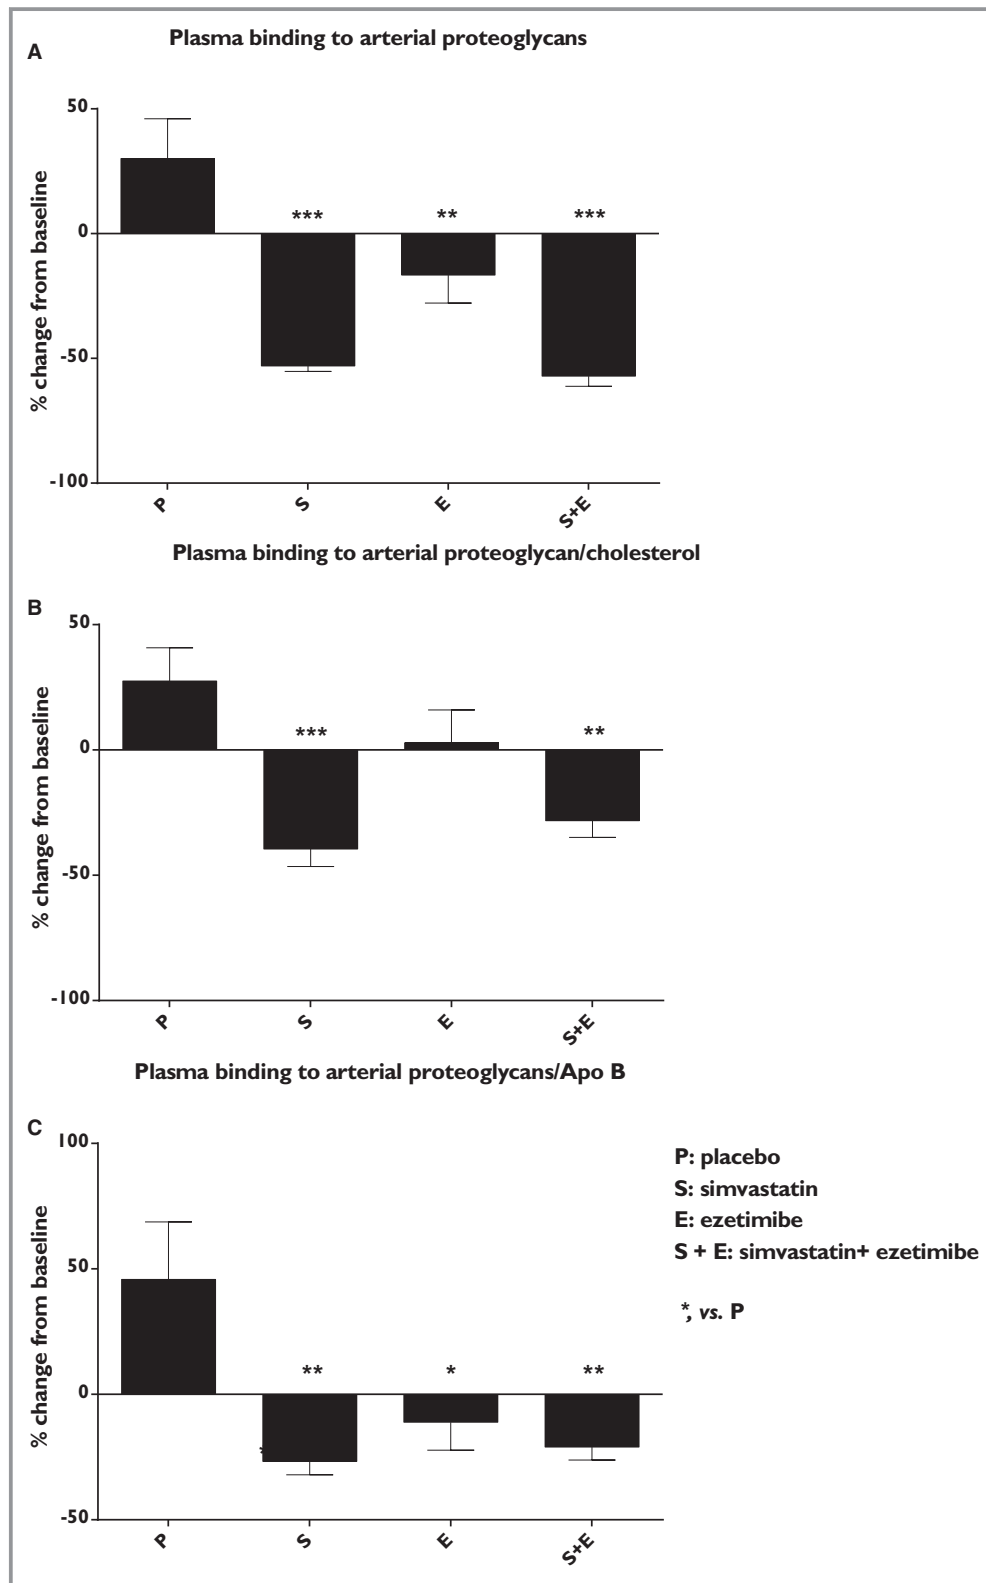 Plasma binding to arterial proteoglycans
A
50
0
-50
-100
% change from baseline
***
**
***
P
S
E
S+E
Plasma binding to arterial proteoglycan/cholesterol
B
50
0
-50
-100
% change from baseline
***
**
P
S
E
S+E
Plasma binding to arterial proteoglycans/Apo B
C
100
50
0
-50
% change from baseline
**
*
**
*
P
S
E
S+E
P: placebo
S: simvastatin
E: ezetimibe
S + E: simvastatin+ ezetimibe
*, vs. P